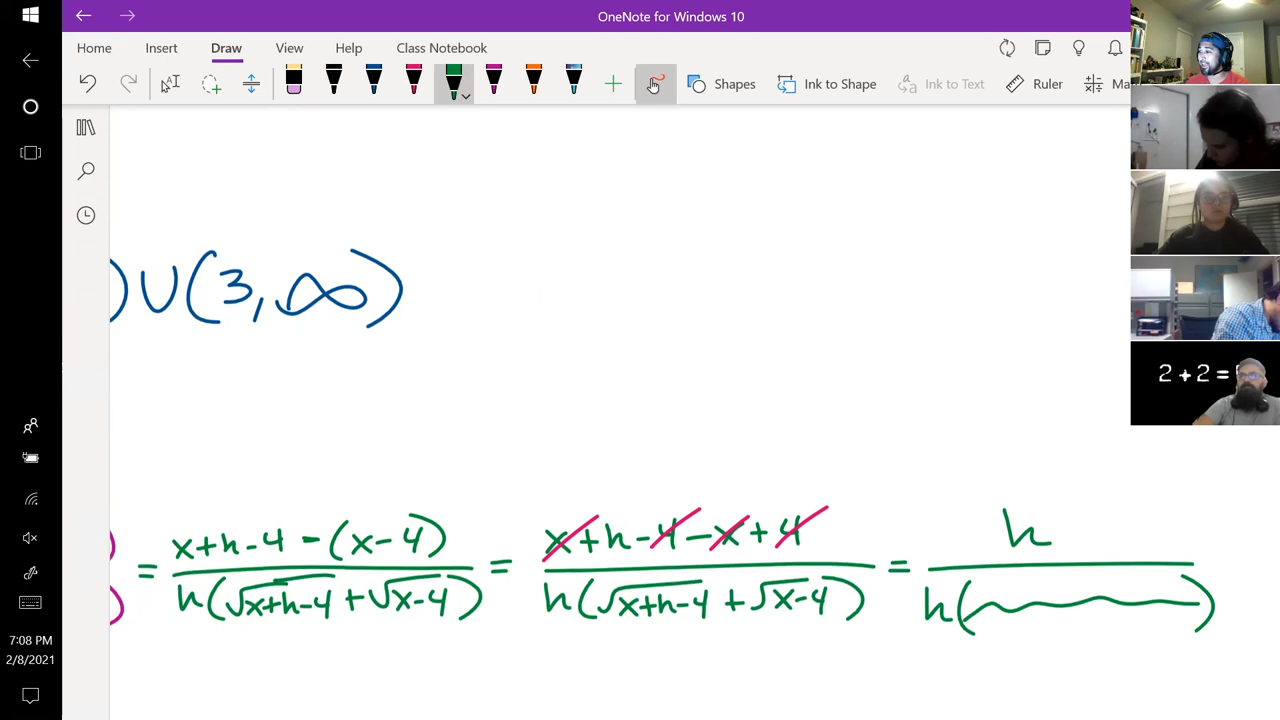 OneNote for Windows 10
Home Insert Draw View Help Class Notebook
Shapes Ink to Shape Ink to Text Ruler Ma
2 + 2 =
) ∪ (3, ∞)
) = x+h-4 - (x-4) = x+h-4-x+4 = h
) h(√x+h-4 + √x-4) h(√x+h-4 + √x-4) h( )
7:08 PM
2/8/2021